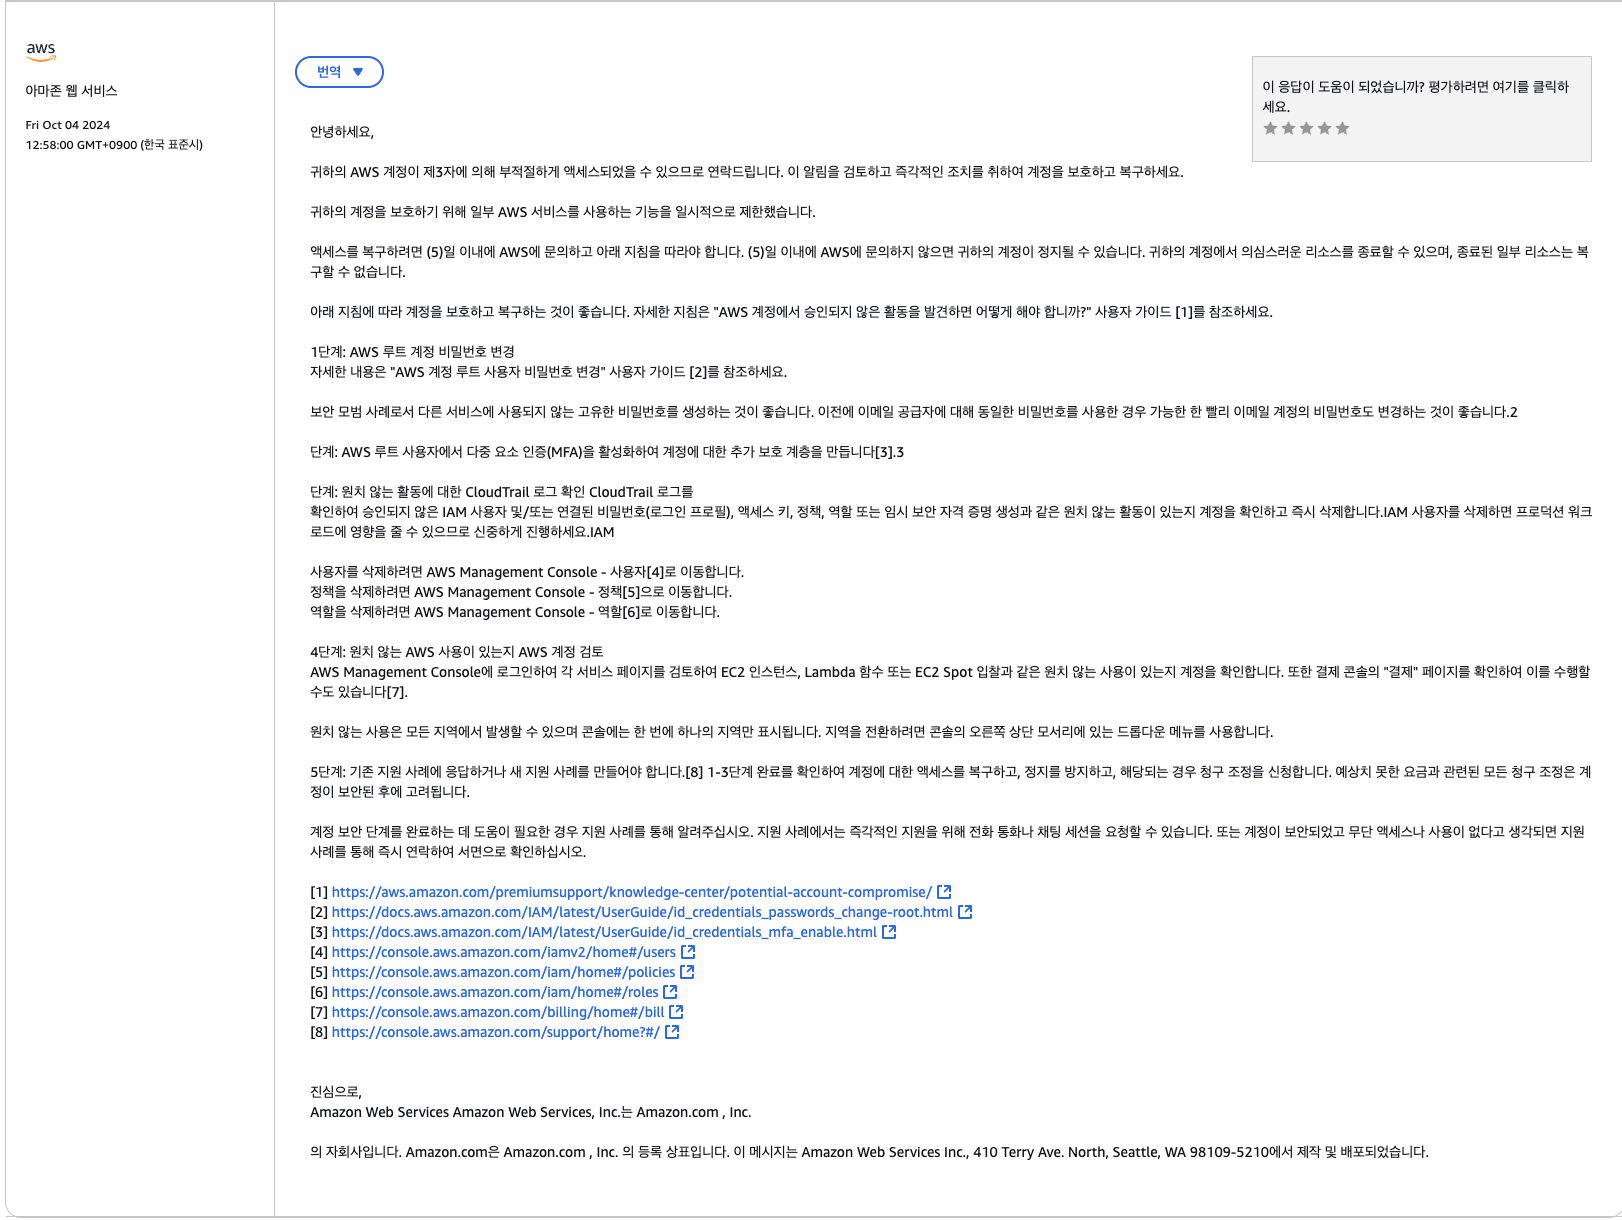 aws
아마존 웹 서비스
Fri Oct 04 2024
12:58:00 GMT+0900 (한국 표준시)
번역 ▼
이 응답이 도움이 되었습니까? 평가하려면 여기를 클릭하
세요.
안녕하세요,
귀하의 AWS 계정이 제3자에 의해 부적절하게 액세스되었을 수 있으므로 연락드립니다. 이 알림을 검토하고 즉각적인 조치를 취하여 계정을 보호하고 복구하세요.
귀하의 계정을 보호하기 위해 일부 AWS 서비스를 사용하는 기능을 일시적으로 제한했습니다.
액세스를 복구하려면 (5)일 이내에 AWS에 문의하고 아래 지침을 따라야 합니다. (5)일 이내에 AWS에 문의하지 않으면 귀하의 계정이 정지될 수 있습니다. 귀하의 계정에서 의심스러운 리소스를 종료할 수 있으며, 종료된 일부 리소스는 복
구할 수 없습니다.
아래 지침에 따라 계정을 보호하고 복구하는 것이 좋습니다. 자세한 지침은 "AWS 계정에서 승인되지 않은 활동을 발견하면 어떻게 해야 합니까?" 사용자 가이드 [1]를 참조하세요.
1단계: AWS 루트 계정 비밀번호 변경
자세한 내용은 "AWS 계정 루트 사용자 비밀번호 변경" 사용자 가이드 [2]를 참조하세요.
보안 모범 사례로서 다른 서비스에 사용되지 않는 고유한 비밀번호를 생성하는 것이 좋습니다. 이전에 이메일 공급자에 대해 동일한 비밀번호를 사용한 경우 가능한 한 빨리 이메일 계정의 비밀번호도 변경하는 것이 좋습니다.2
단계: AWS 루트 사용자에서 다중 요소 인증(MFA)을 활성화하여 계정에 대한 추가 보호 계층을 만듭니다[3].3
단계: 원치 않는 활동에 대한 CloudTrail 로그 확인 CloudTrail 로그를
확인하여 승인되지 않은 IAM 사용자 및/또는 연결된 비밀번호(로그인 프로필), 액세스 키, 정책, 역할 또는 임시 보안 자격 증명 생성과 같은 원치 않는 활동이 있는지 계정을 확인하고 즉시 삭제합니다.IAM 사용자를 삭제하면 프로덕션 워크
로드에 영향을 줄 수 있으므로 신중하게 진행하세요.IAM
사용자를 삭제하려면 AWS Management Console - 사용자[4]로 이동합니다.
정책을 삭제하려면 AWS Management Console - 정책[5]으로 이동합니다.
역할을 삭제하려면 AWS Management Console - 역할[6]로 이동합니다.
4단계: 원치 않는 AWS 사용이 있는지 AWS 계정 검토
AWS Management Console에 로그인하여 각 서비스 페이지를 검토하여 EC2 인스턴스, Lambda 함수 또는 EC2 Spot 입찰과 같은 원치 않는 사용이 있는지 계정을 확인합니다. 또한 결제 콘솔의 "결제" 페이지를 확인하여 이를 수행할
수도 있습니다[7].
원치 않는 사용은 모든 지역에서 발생할 수 있으며 콘솔에는 한 번에 하나의 지역만 표시됩니다. 지역을 전환하려면 콘솔의 오른쪽 상단 모서리에 있는 드롭다운 메뉴를 사용합니다.
5단계: 기존 지원 사례에 응답하거나 새 지원 사례를 만들어야 합니다.[8] 1-3단계 완료를 확인하여 계정에 대한 액세스를 복구하고, 정지를 방지하고, 해당되는 경우 청구 조정을 신청합니다. 예상치 못한 요금과 관련된 모든 청구 조정은 계
정이 보안된 후에 고려됩니다.
계정 보안 단계를 완료하는 데 도움이 필요한 경우 지원 사례를 통해 알려주십시오. 지원 사례에서는 즉각적인 지원을 위해 전화 통화나 채팅 세션을 요청할 수 있습니다. 또는 계정이 보안되었고 무단 액세스나 사용이 없다고 생각되면 지원
사례를 통해 즉시 연락하여 서면으로 확인하십시오.
[1] https://aws.amazon.com/premiumsupport/knowledge-center/potential-account-compromise/
[2] https://docs.aws.amazon.com/IAM/latest/UserGuide/id_credentials_passwords_change-root.html
[3] https://docs.aws.amazon.com/IAM/latest/UserGuide/id_credentials_mfa_enable.html
[4] https://console.aws.amazon.com/iamv2/home#/users
[5] https://console.aws.amazon.com/iam/home#/policies
[6] https://console.aws.amazon.com/iam/home#/roles
[7] https://console.aws.amazon.com/billing/home#/bill
[8] https://console.aws.amazon.com/support/home?#/
진심으로,
Amazon Web Services Amazon Web Services, Inc.는 Amazon.com , Inc.
의 자회사입니다. Amazon.com은 Amazon.com , Inc. 의 등록 상표입니다. 이 메시지는 Amazon Web Services Inc., 410 Terry Ave. North, Seattle, WA 98109-5210에서 제작 및 배포되었습니다.